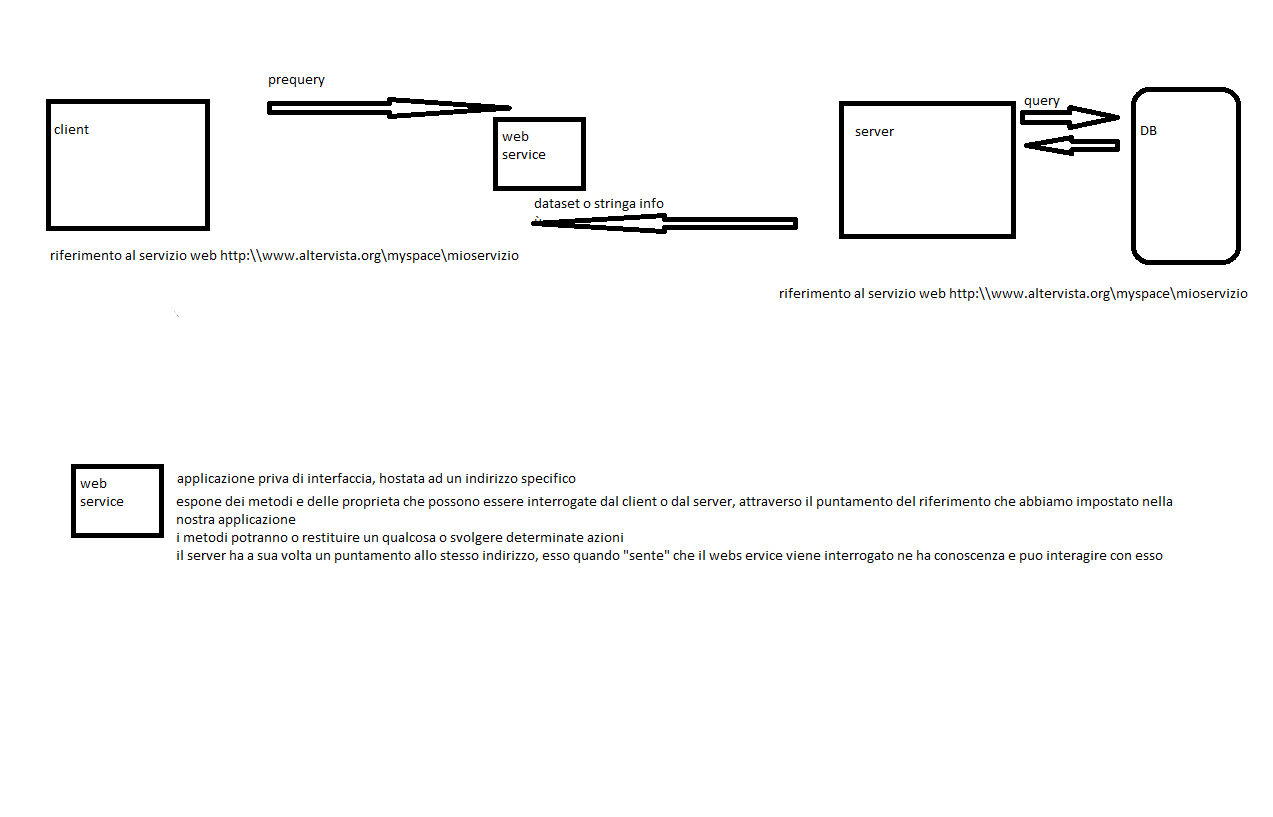 prequery
client
web
service
dataset o stringa info
server
query
DB
riferimento al servizio web http:\\www.altervista.org\myspace\mioservizio
riferimento al servizio web http:\\www.altervista.org\myspace\mioservizio
web
service
applicazione priva di interfaccia, hostata ad un indirizzo specifico
espone dei metodi e delle proprieta che possono essere interrogate dal client o dal server, attraverso il puntamento del riferimento che abbiamo impostato nella
nostra applicazione
i metodi potranno o restituire un qualcosa o svolgere determinate azioni
il server ha a sua volta un puntamento allo stesso indirizzo, esso quando "sente" che il webs ervice viene interrogato ne ha conoscenza e puo interagire con esso